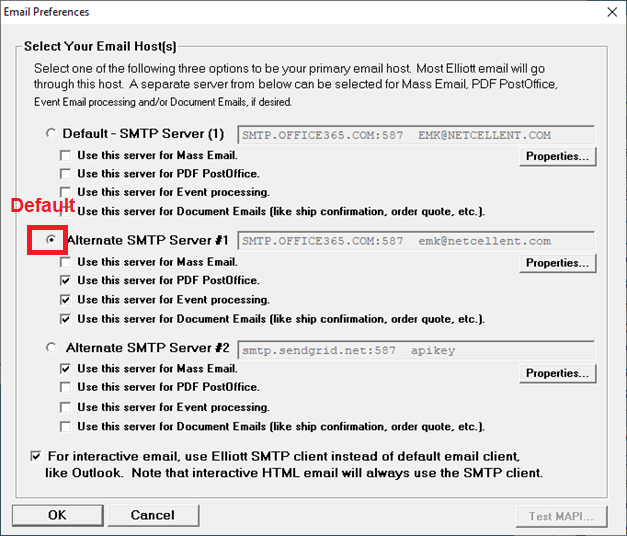 Email Preferences
Select Your Email Host(s)
Select one of the following three options to be your primary email host. Most Elliott email will go
through this host. A separate server from below can be selected for Mass Email, PDF PostOffice,
Event Email processing and/or Document Emails, if desired.
Default - SMTP Server (1) SMTP.OFFICE365.COM:587 EMK@NETCELLENT.COM
Use this server for Mass Email. Properties...
Use this server for PDF PostOffice.
Use this server for Event processing.
Default
Use this server for Document Emails (like ship confirmation, order quote, etc.).
Alternate SMTP Server #1 SMTP.OFFICE365.COM:587 emk@netcellent.com
Use this server for Mass Email. Properties...
Use this server for PDF PostOffice.
Use this server for Event processing.
Use this server for Document Emails (like ship confirmation, order quote, etc.).
Alternate SMTP Server #2 smtp.sendgrid.net:587 apikey
Use this server for Mass Email. Properties...
Use this server for PDF PostOffice.
Use this server for Event processing.
Use this server for Document Emails (like ship confirmation, order quote, etc.).
For interactive email, use Elliott SMTP client instead of default email client,
like Outlook. Note that interactive HTML email will always use the SMTP client.
OK Cancel Test MAPI...